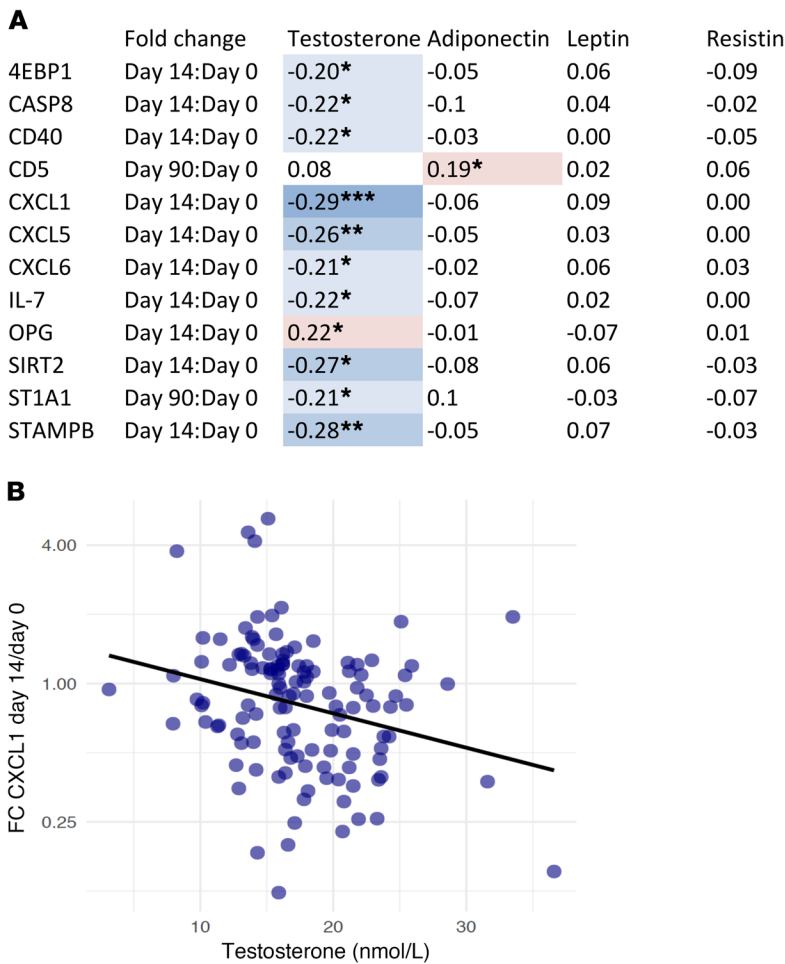 A
Fold change Testosterone Adiponectin Leptin Resistin
4EBP1 Day 14:Day 0 -0.20* -0.05 0.06 -0.09
CASP8 Day 14:Day 0 -0.22* -0.1 0.04 -0.02
CD40 Day 14:Day 0 -0.22* -0.03 0.00 -0.05
CD5 Day 90:Day 0 0.08 0.19* 0.02 0.06
CXCL1 Day 14:Day 0 -0.29*** -0.06 0.09 0.00
CXCL5 Day 14:Day 0 -0.26** -0.05 0.03 0.00
CXCL6 Day 14:Day 0 -0.21* -0.02 0.06 0.03
IL-7 Day 14:Day 0 -0.22* -0.07 0.02 0.00
OPG Day 14:Day 0 0.22* -0.01 -0.07 0.01
SIRT2 Day 14:Day 0 -0.27* -0.08 0.06 -0.03
ST1A1 Day 90:Day 0 -0.21* 0.1 -0.03 -0.07
STAMPB Day 14:Day 0 -0.28** -0.05 0.07 -0.03
B
FC CXCL1 day 14/day 0
4.00
1.00
0.25
10 20 30
Testosterone (nmol/L)